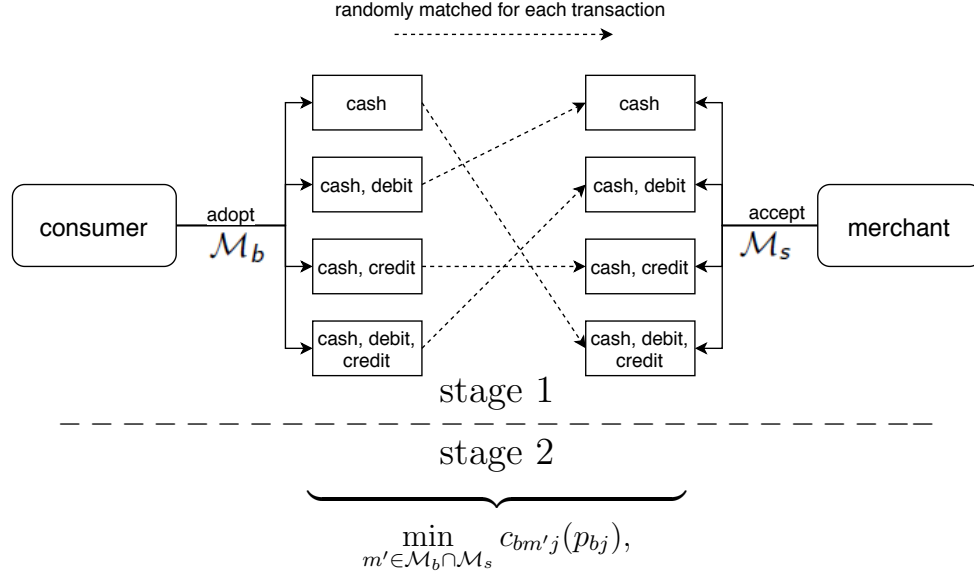 randomly matched for each transaction
cash
cash
cash, debit
cash, debit
consumer
adopt
M_b
accept
M_s
merchant
cash, credit
cash, credit
cash, debit,
credit
cash, debit,
credit
stage 1
stage 2
min c_{bm'j}(p_{bj}),
m'∈M_b∩M_s